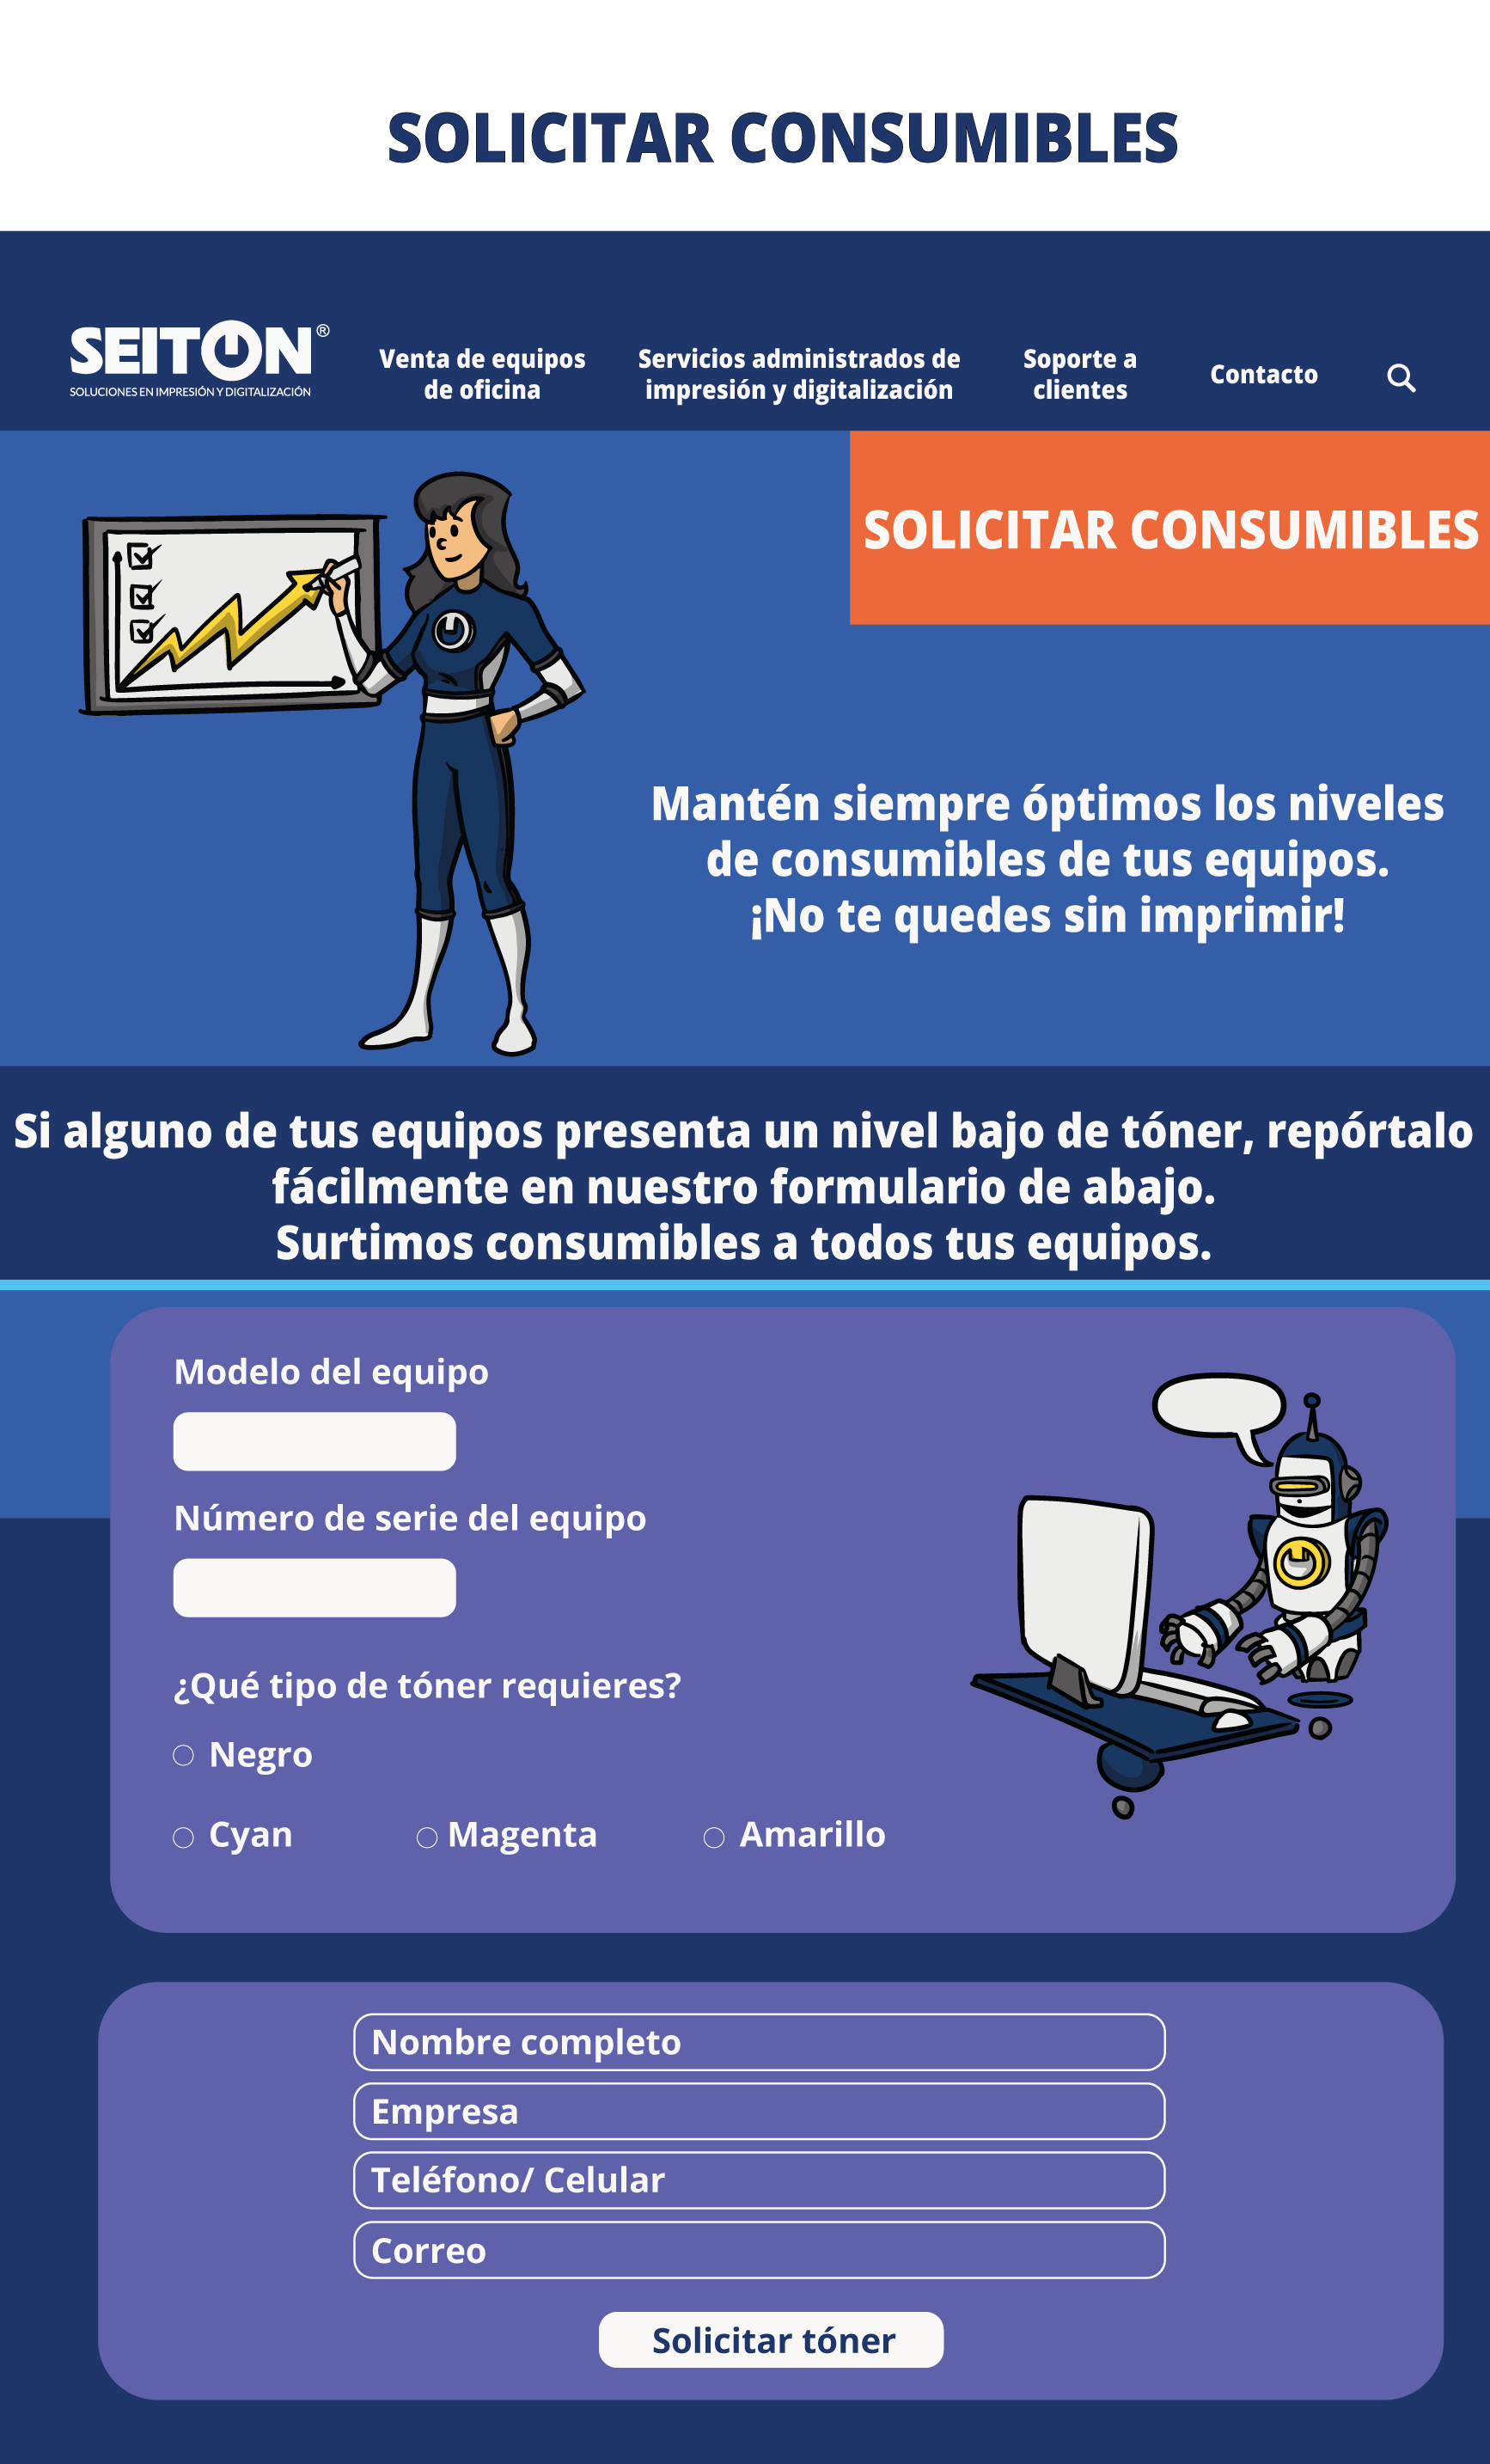 SOLICITAR CONSUMIBLES
SEITON®
SOLUCIONES EN IMPRESIÓN Y DIGITALIZACIÓN
Venta de equipos
de oficina
Servicios administrados de
impresión y digitalización
Soporte a
clientes
Contacto
SOLICITAR CONSUMIBLES
Mantén siempre óptimos los niveles
de consumibles de tus equipos.
¡No te quedes sin imprimir!
Si alguno de tus equipos presenta un nivel bajo de tóner, repórtalo
fácilmente en nuestro formulario de abajo.
Surtimos consumibles a todos tus equipos.
Modelo del equipo
Número de serie del equipo
¿Qué tipo de tóner requieres?
Negro
Cyan Magenta Amarillo
Nombre completo
Empresa
Teléfono/ Celular
Correo
Solicitar tóner